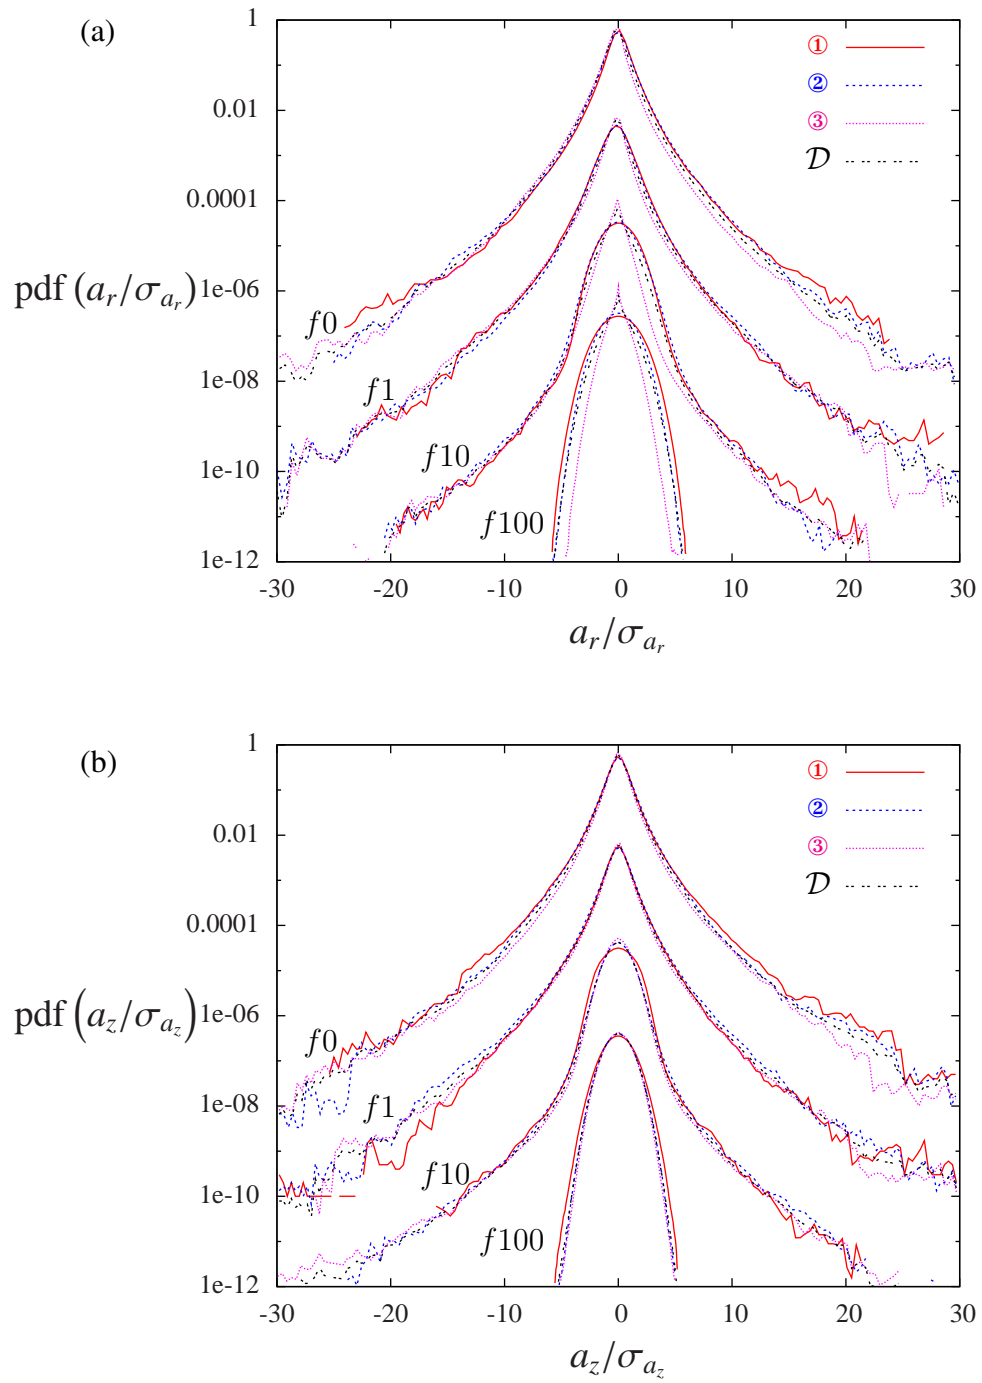 (a)
1
0.01
0.0001
1e-06
1e-08
1e-10
1e-12
pdf (a_r/σ_{a_r})
①
②
③
𝒟
f0
f1
f10
f100
-30 -20 -10 0 10 20 30
a_r/σ_{a_r}
(b)
1
0.01
0.0001
1e-06
1e-08
1e-10
1e-12
pdf (a_z/σ_{a_z})
①
②
③
𝒟
f0
f1
f10
f100
-30 -20 -10 0 10 20 30
a_z/σ_{a_z}